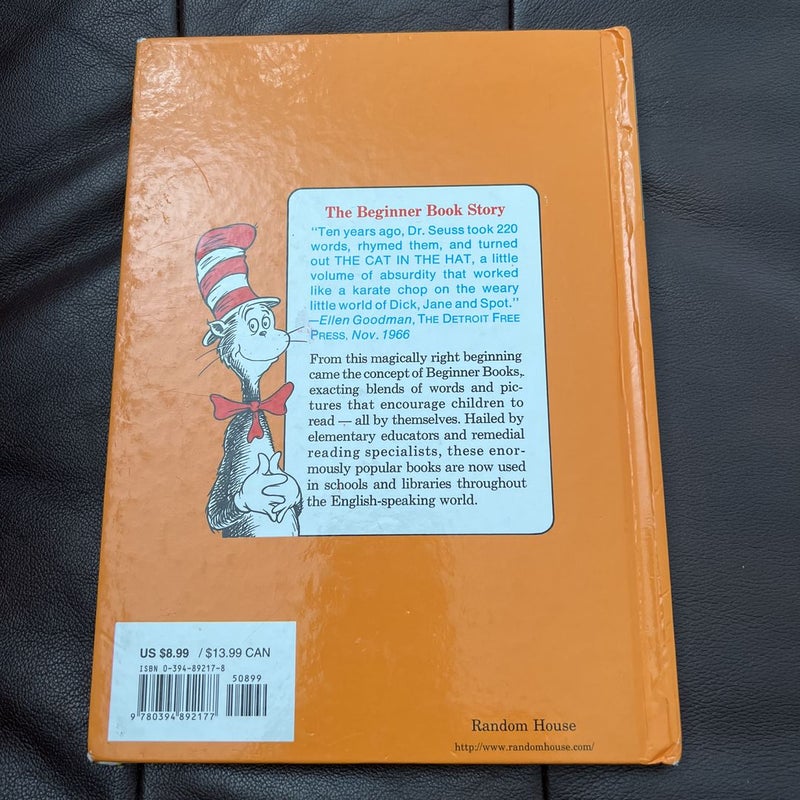 The Beginner Book Story
"Ten years ago, Dr. Seuss took 220
words, rhymed them, and turned
out THE CAT IN THE HAT, a little
volume of absurdity that worked
like a karate chop on the weary
little world of Dick, Jane and Spot."
—Ellen Goodman, THE DETROIT FREE
PRESS, Nov. 1966
From this magically right beginning
came the concept of Beginner Books,
exacting blends of words and pic-
tures that encourage children to
read — all by themselves. Hailed by
elementary educators and remedial
reading specialists, these enor-
mously popular books are now used
in schools and libraries throughout
the English-speaking world.
US $8.99 / $13.99 CAN
ISBN 0-394-89217-8
50899
9 780394 892177
Random House
http://www.randomhouse.com/